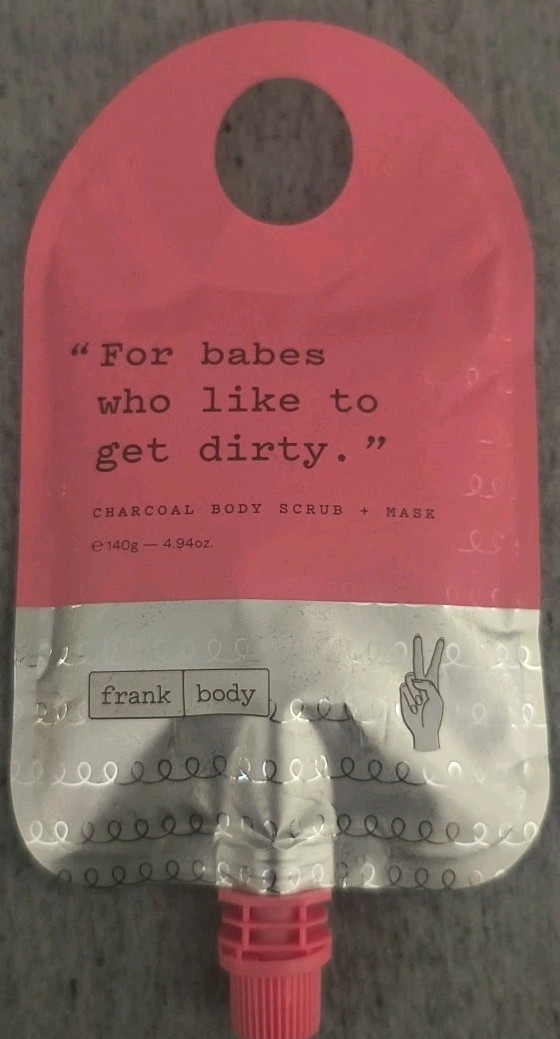 “For babes
who like to
get dirty.”
CHARCOAL BODY SCRUB + MASK
℮ 140g — 4.94oz.
frank body